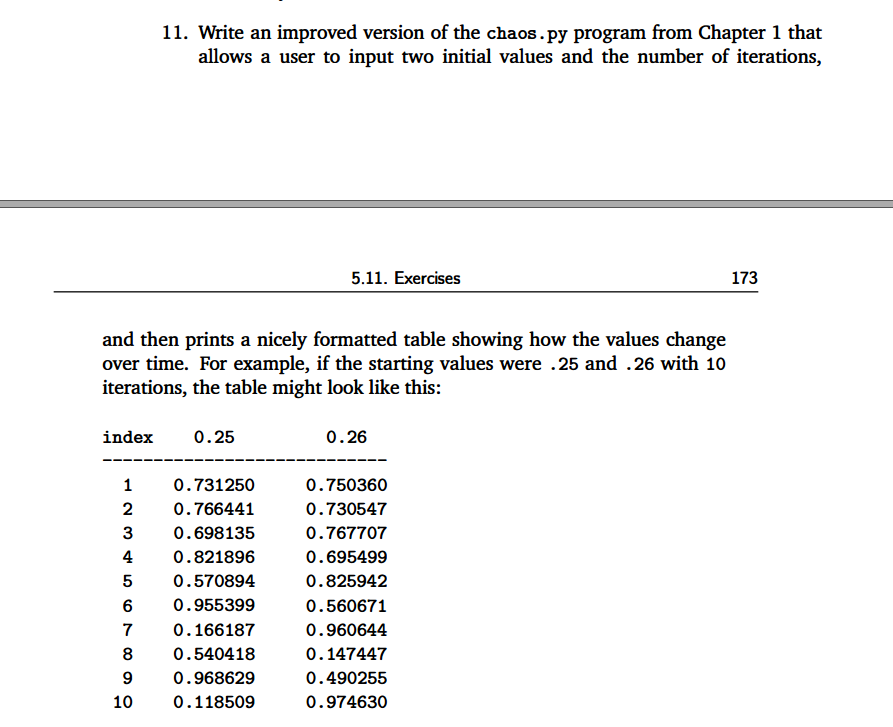 11. Write an improved version of the chaos.py program from Chapter 1 that
allows a user to input two initial values and the number of iterations,
5.11. Exercises 173
and then prints a nicely formatted table showing how the values change
over time. For example, if the starting values were .25 and .26 with 10
iterations, the table might look like this:
index 0.25 0.26
----------------------------
1 0.731250 0.750360
2 0.766441 0.730547
3 0.698135 0.767707
4 0.821896 0.695499
5 0.570894 0.825942
6 0.955399 0.560671
7 0.166187 0.960644
8 0.540418 0.147447
9 0.968629 0.490255
10 0.118509 0.974630